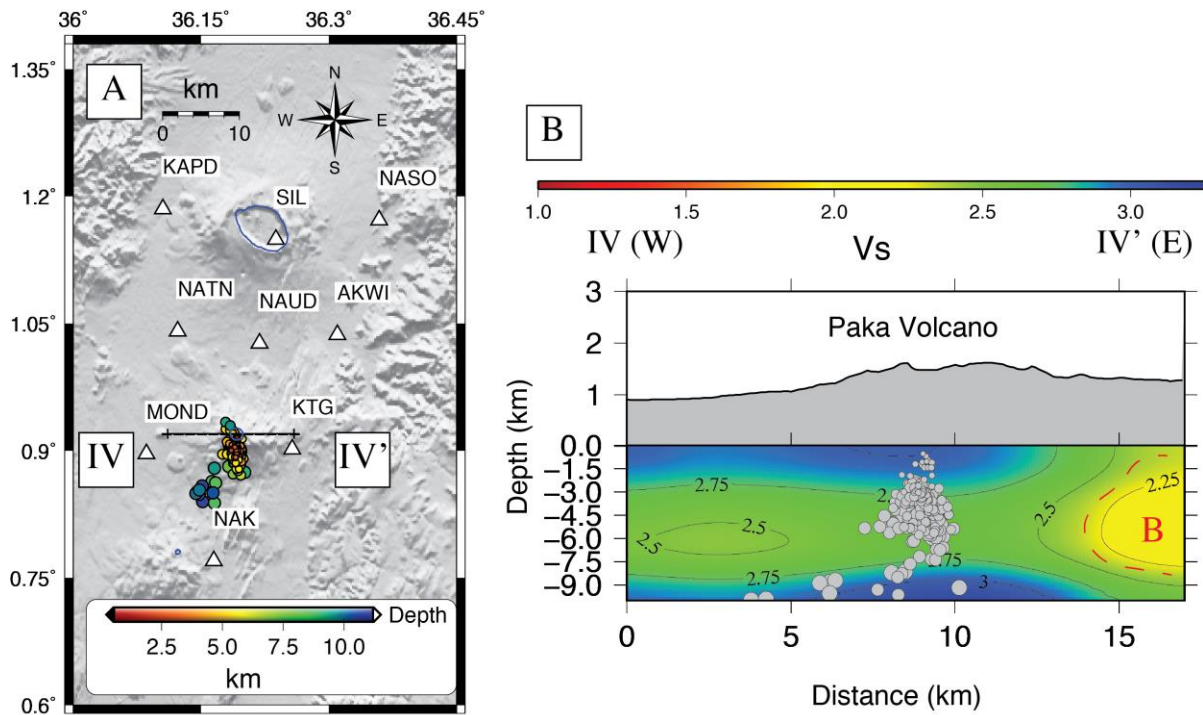 36° 36.15° 36.3° 36.45°
1.35°
1.2°
1.05°
0.9°
0.75°
0.6°
A
km
0 10
N
W E
S
KAPD
SIL
NASO
NATN
NAUD
AKWI
MOND
KTG
IV
IV’
NAK
Depth
2.5 5.0 7.5 10.0
km
B
1.0 1.5 2.0 2.5 3.0
IV (W) Vs IV’ (E)
3
2
1
0.0
−1.5
−3.0
−4.5
−6.0
−7.5
−9.0
Depth (km)
Paka Volcano
2.75
2.5
2.5
2.75
2.75
3
2.5
2.25
B
0 5 10 15
Distance (km)